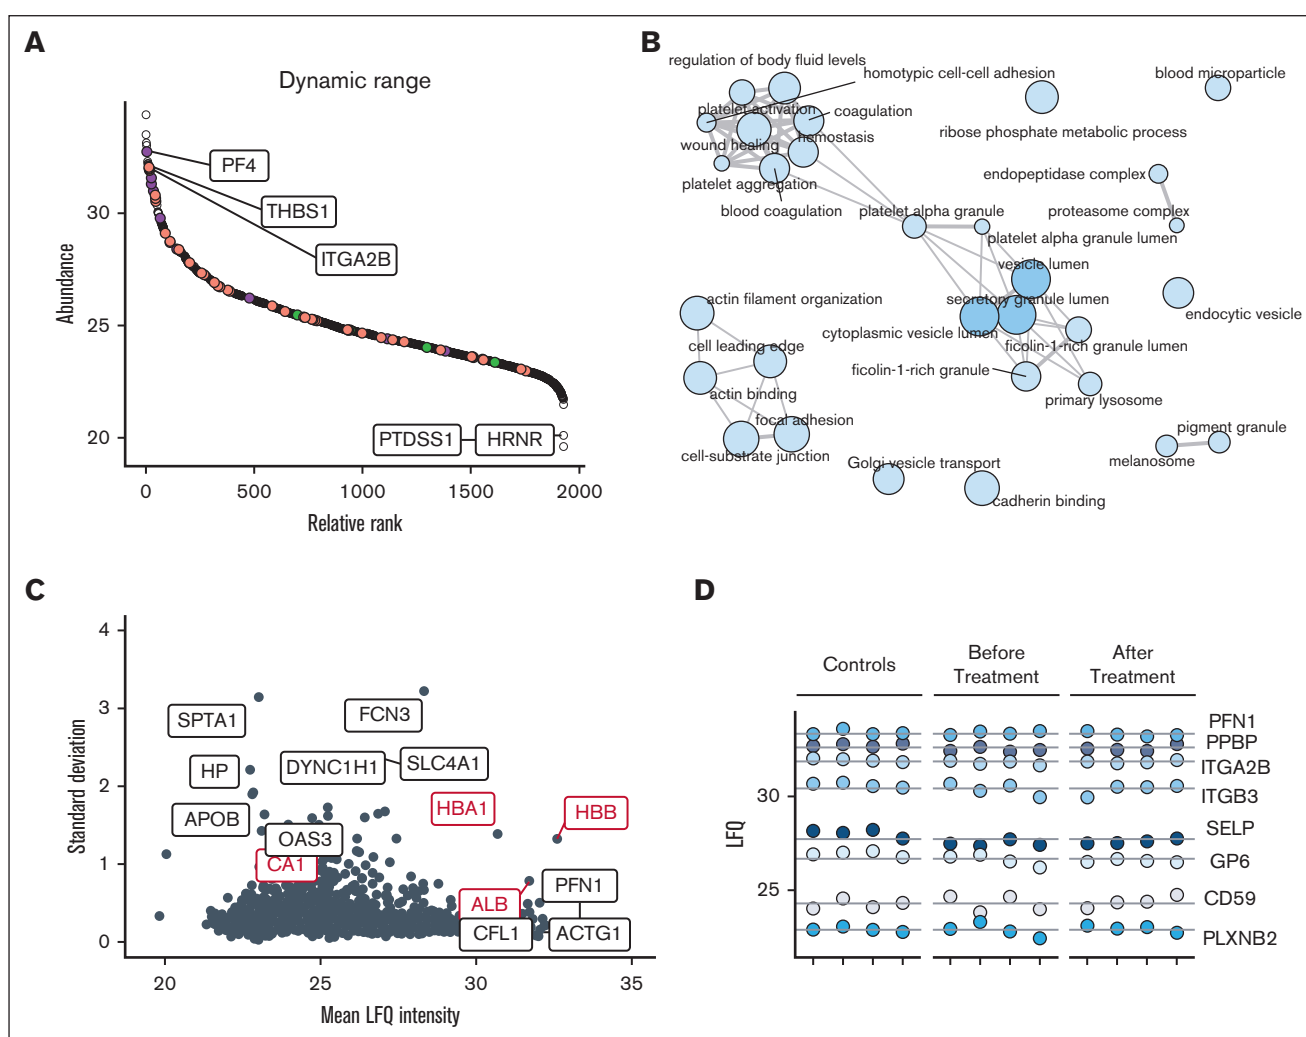 A
Dynamic range
Abundance
30
25
20
PF4
THBS1
ITGA2B
PTDSS1
HRNR
0
500
1000
1500
2000
Relative rank
B
regulation of body fluid levels
homotypic cell-cell adhesion
blood microparticle
platelet activation
coagulation
ribose phosphate metabolic process
wound healing
hemostasis
platelet aggregation
endopeptidase complex
blood coagulation
platelet alpha granule
proteasome complex
platelet alpha granule lumen
vesicle lumen
actin filament organization
secretory granule lumen
endocytic vesicle
cytoplasmic vesicle lumen
cell leading edge
ficolin-1-rich granule lumen
ficolin-1-rich granule
actin binding
primary lysosome
focal adhesion
pigment granule
cell-substrate junction
Golgi vesicle transport
melanosome
cadherin binding
C
Standard deviation
4
3
2
1
0
SPTA1
FCN3
HP
DYNC1H1
SLC4A1
APOB
HBA1
HBB
OAS3
CA1
PFN1
ALB
CFL1
ACTG1
20
25
30
35
Mean LFQ intensity
D
Controls
Before
Treatment
After
Treatment
LFQ
30
25
PFN1
PPBP
ITGA2B
ITGB3
SELP
GP6
CD59
PLXNB2